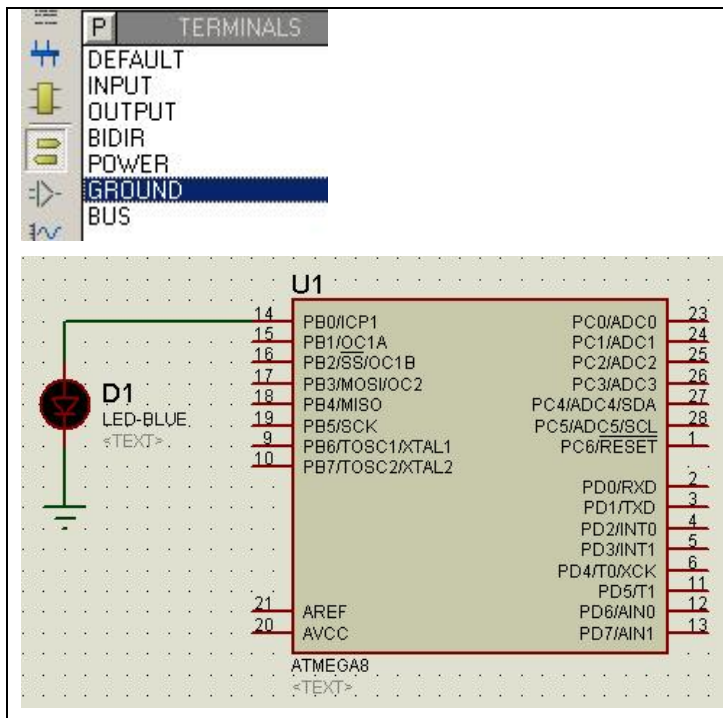 P TERMINALS
DEFAULT
INPUT
OUTPUT
BIDIR
POWER
GROUND
BUS
U1
14 PB0/ICP1 PC0/ADC0 23
15 PB1/OC1A PC1/ADC1 24
16 PB2/SS/OC1B PC2/ADC2 25
17 PB3/MOSI/OC2 PC3/ADC3 26
18 PB4/MISO PC4/ADC4/SDA 27
19 PB5/SCK PC5/ADC5/SCL 28
9 PB6/TOSC1/XTAL1 PC6/RESET 1
10 PB7/TOSC2/XTAL2
D1
LED-BLUE
<TEXT>
PD0/RXD 2
PD1/TXD 3
PD2/INT0 4
PD3/INT1 5
PD4/T0/XCK 6
PD5/T1 11
21 AREF PD6/AIN0 12
20 AVCC PD7/AIN1 13
ATMEGA8
<TEXT>